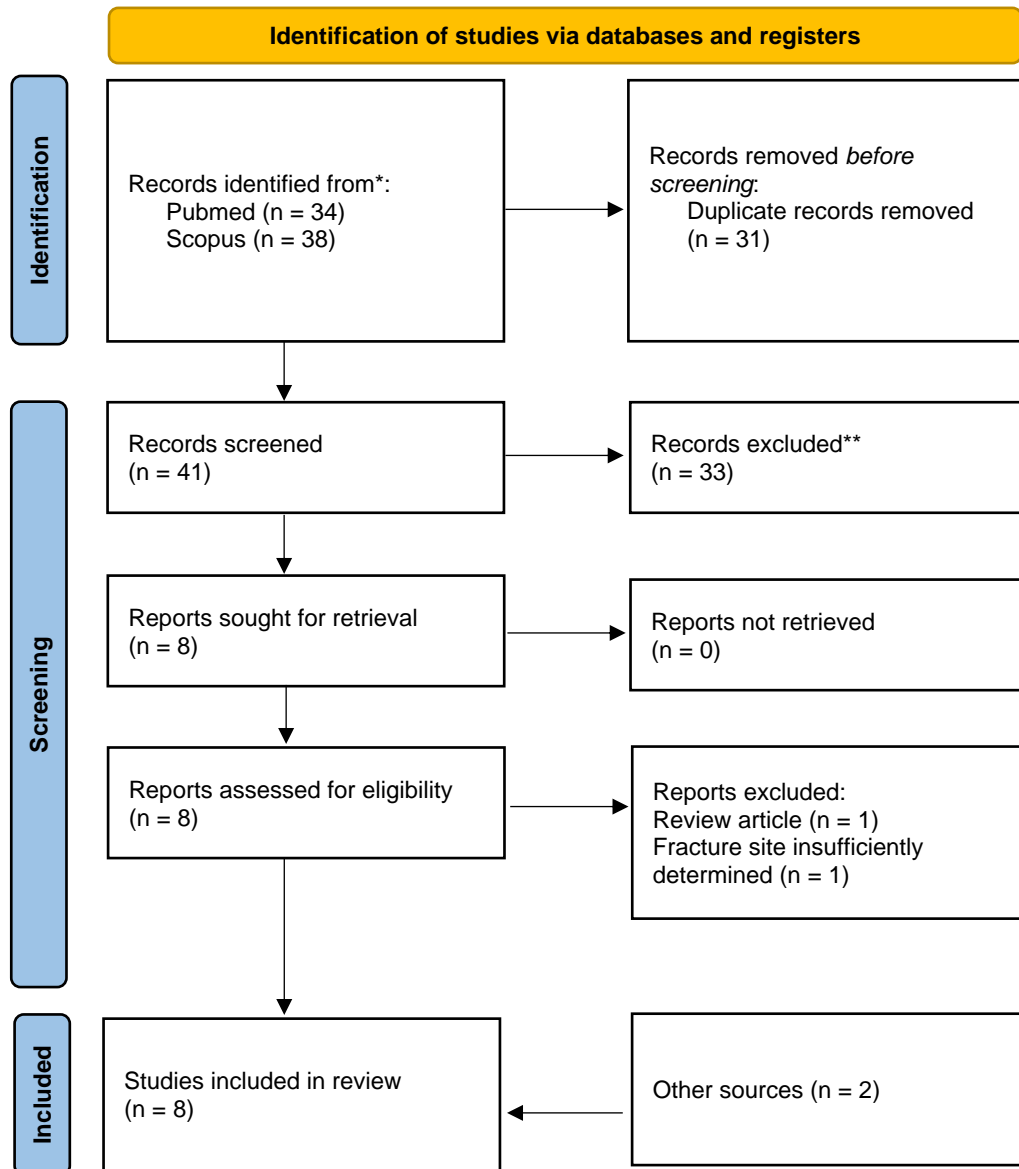 Identification of studies via databases and registers
Identification
Records identified from*:
Pubmed (n = 34)
Scopus (n = 38)
Records removed before
screening:
Duplicate records removed
(n = 31)
Screening
Records screened
(n = 41)
Records excluded**
(n = 33)
Reports sought for retrieval
(n = 8)
Reports not retrieved
(n = 0)
Reports assessed for eligibility
(n = 8)
Reports excluded:
Review article (n = 1)
Fracture site insufficiently
determined (n = 1)
Included
Studies included in review
(n = 8)
Other sources (n = 2)